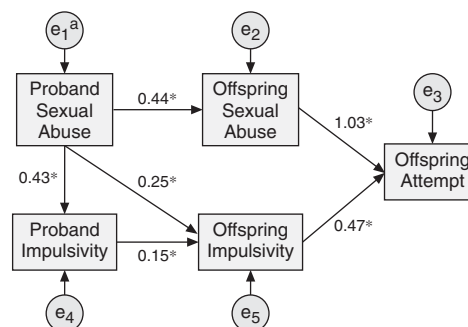 e1a
e2
Proband
Sexual
Abuse
0.44*
Offspring
Sexual
Abuse
e3
1.03*
Offspring
Attempt
0.43*
0.25*
Proband
Impulsivity
0.15*
Offspring
Impulsivity
0.47*
e4
e5